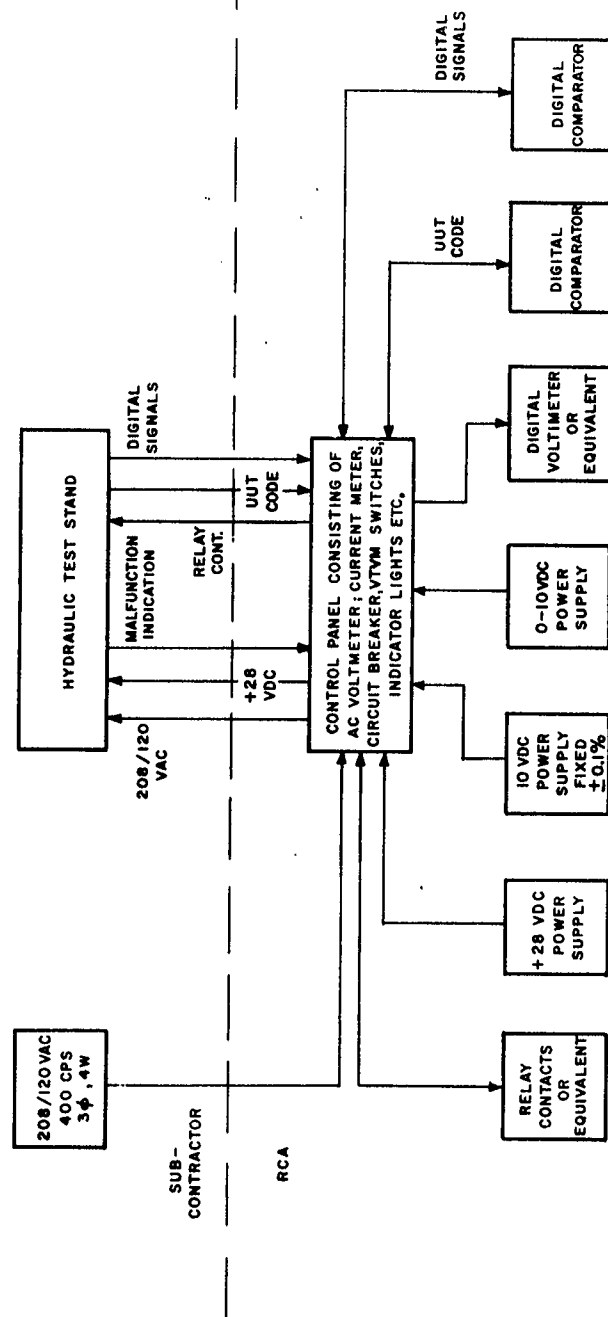 208/120 VAC
400 CPS
3φ, 4W
HYDRAULIC TEST STAND
208/120
VAC
+28
VDC
MALFUNCTION
INDICATION
RELAY
CONT.
UUT
CODE
DIGITAL
SIGNALS
SUB-
CONTRACTOR
RCA
CONTROL PANEL CONSISTING OF
AC VOLTMETER; CURRENT METER,
CIRCUIT BREAKER, VTVM SWITCHES,
INDICATOR LIGHTS ETC.
UUT
CODE
DIGITAL
SIGNALS
RELAY
CONTACTS
OR
EQUIVALENT
+28 VDC
POWER
SUPPLY
10 VDC
POWER
SUPPLY
FIXED
±0.1%
0-10VDC
POWER
SUPPLY
DIGITAL
VOLTIMETER
OR
EQUIVALENT
DIGITAL
COMPARATOR
DIGITAL
COMPARATOR